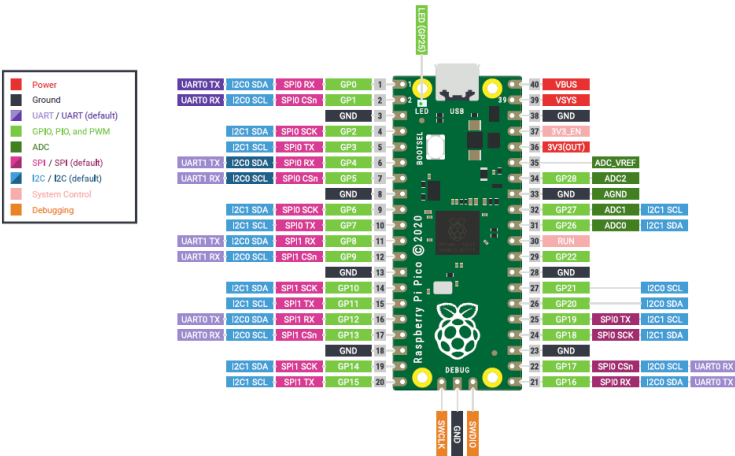 LED (GP25)
Power
Ground
UART / UART (default)
GPIO, PIO, and PWM
ADC
SPI / SPI (default)
I2C / I2C (default)
System Control
Debugging
UART0 TX I2C0 SDA SPI0 RX GP0 1
UART0 RX I2C0 SCL SPI0 CSn GP1 2
GND 3
I2C1 SDA SPI0 SCK GP2 4
I2C1 SCL SPI0 TX GP3 5
UART1 TX I2C0 SDA SPI0 RX GP4 6
UART1 RX I2C0 SCL SPI0 CSn GP5 7
GND 8
I2C1 SDA SPI0 SCK GP6 9
I2C1 SCL SPI0 TX GP7 10
UART1 TX I2C0 SDA SPI1 RX GP8 11
UART1 RX I2C0 SCL SPI1 CSn GP9 12
GND 13
I2C1 SDA SPI1 SCK GP10 14
I2C1 SCL SPI1 TX GP11 15
UART0 TX I2C0 SDA SPI1 RX GP12 16
UART0 RX I2C0 SCL SPI1 CSn GP13 17
GND 18
I2C1 SDA SPI1 SCK GP14 19
I2C1 SCL SPI1 TX GP15 20
1
2
39
LED
USB
BOOTSEL
Raspberry Pi Pico © 2020
DEBUG
40 VBUS
39 VSYS
38 GND
37 3V3_EN
36 3V3(OUT)
35 ADC_VREF
34 GP28 ADC2
33 GND AGND
32 GP27 ADC1 I2C1 SCL
31 GP26 ADC0 I2C1 SDA
30 RUN
29 GP22
28 GND
27 GP21 I2C0 SCL
26 GP20 I2C0 SDA
25 GP19 SPI0 TX I2C1 SCL
24 GP18 SPI0 SCK I2C1 SDA
23 GND
22 GP17 SPI0 CSn I2C0 SCL UART0 RX
21 GP16 SPI0 RX I2C0 SDA UART0 TX
SWCLK
GND
SWDIO